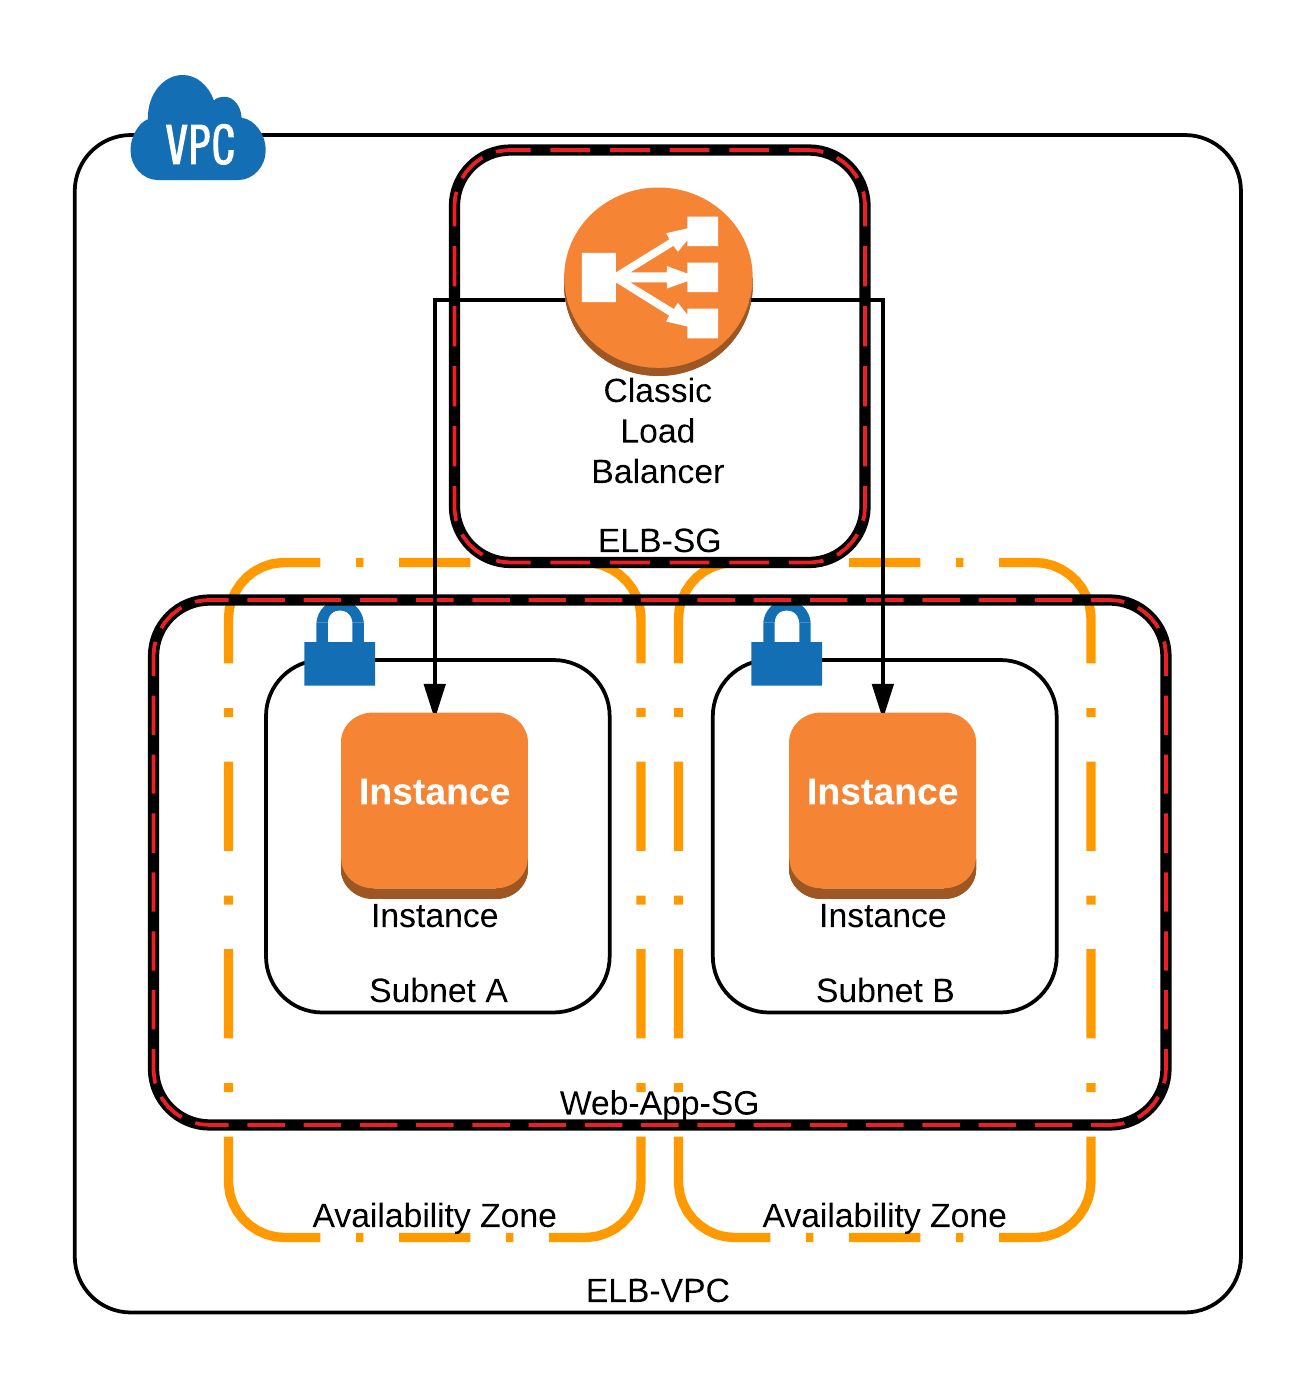 VPC
Classic
Load
Balancer
ELB-SG
Instance
Instance
Instance
Instance
Subnet A
Subnet B
Web-App-SG
Availability Zone
Availability Zone
ELB-VPC